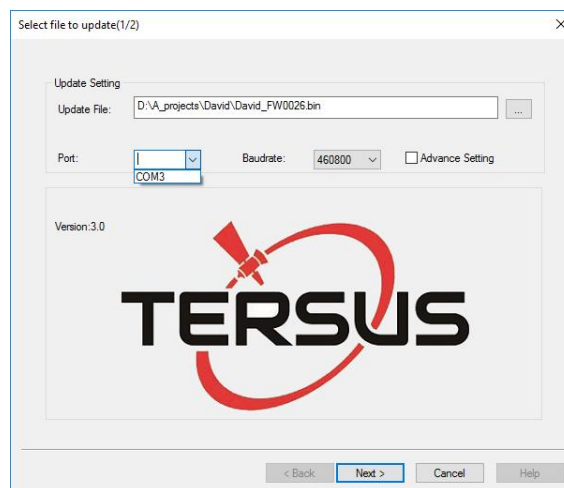 Select file to update(1/2)
Update Setting
Update File: D:\A_projects\David\David_FW0026.bin ...
Port: Baudrate: 460800 Advance Setting
COM3
Version:3.0
TERSUS
< Back Next > Cancel Help